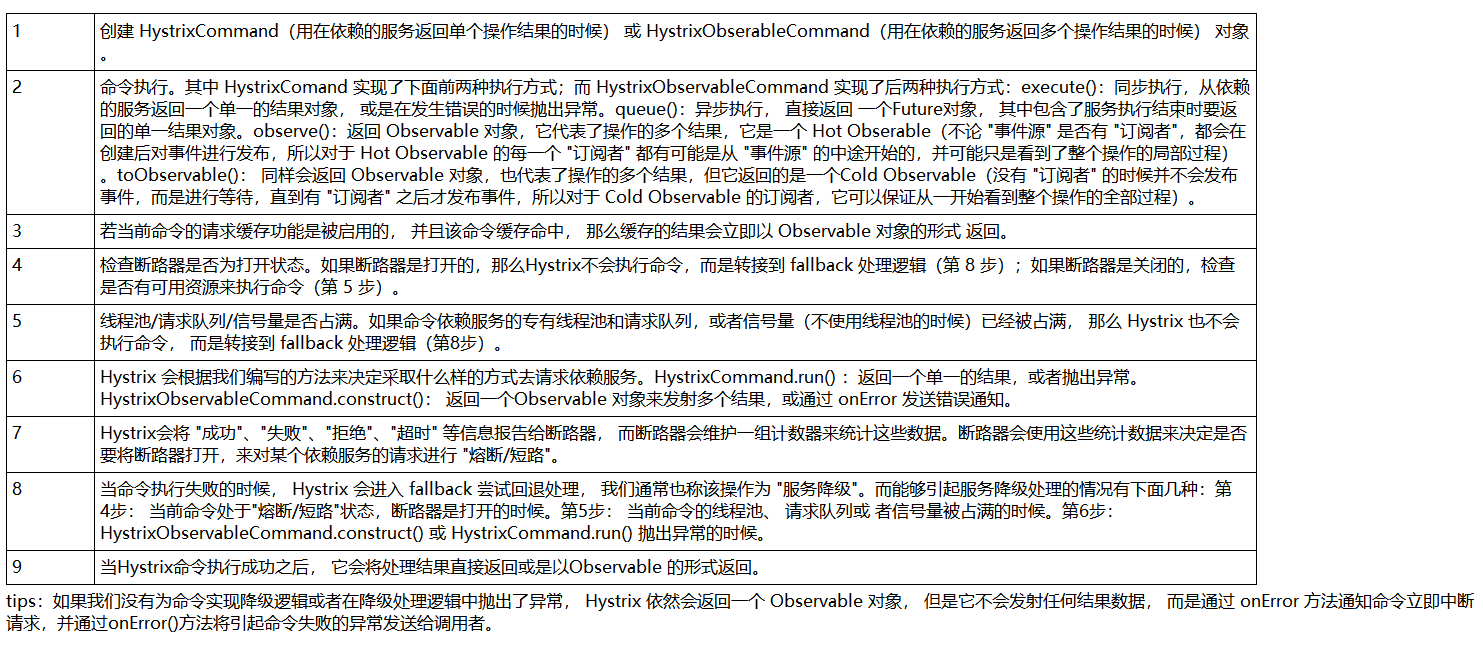 1
创建 HystrixCommand（用在依赖的服务返回单个操作结果的时候） 或 HystrixObserableCommand（用在依赖的服务返回多个操作结果的时候） 对象
。
2
命令执行。其中 HystrixComand 实现了下面前两种执行方式；而 HystrixObservableCommand 实现了后两种执行方式：execute()：同步执行，从依赖
的服务返回一个单一的结果对象， 或是在发生错误的时候抛出异常。queue()：异步执行， 直接返回 一个Future对象， 其中包含了服务执行结束时要返
回的单一结果对象。observe()：返回 Observable 对象，它代表了操作的多个结果，它是一个 Hot Obserable（不论 "事件源" 是否有 "订阅者"，都会在
创建后对事件进行发布，所以对于 Hot Observable 的每一个 "订阅者" 都有可能是从 "事件源" 的中途开始的，并可能只是看到了整个操作的局部过程）
。toObservable()： 同样会返回 Observable 对象，也代表了操作的多个结果，但它返回的是一个Cold Observable（没有 "订阅者" 的时候并不会发布
事件，而是进行等待，直到有 "订阅者" 之后才发布事件，所以对于 Cold Observable 的订阅者，它可以保证从一开始看到整个操作的全部过程）。
3
若当前命令的请求缓存功能是被启用的， 并且该命令缓存命中， 那么缓存的结果会立即以 Observable 对象的形式 返回。
4
检查断路器是否为打开状态。如果断路器是打开的，那么Hystrix不会执行命令，而是转接到 fallback 处理逻辑（第 8 步）；如果断路器是关闭的，检查
是否有可用资源来执行命令（第 5 步）。
5
线程池/请求队列/信号量是否占满。如果命令依赖服务的专有线程池和请求队列，或者信号量（不使用线程池的时候）已经被占满， 那么 Hystrix 也不会
执行命令， 而是转接到 fallback 处理逻辑（第8步）。
6
Hystrix 会根据我们编写的方法来决定采取什么样的方式去请求依赖服务。HystrixCommand.run() ：返回一个单一的结果，或者抛出异常。
HystrixObservableCommand.construct()： 返回一个Observable 对象来发射多个结果，或通过 onError 发送错误通知。
7
Hystrix会将 "成功"、"失败"、"拒绝"、"超时" 等信息报告给断路器， 而断路器会维护一组计数器来统计这些数据。断路器会使用这些统计数据来决定是否
要将断路器打开，来对某个依赖服务的请求进行 "熔断/短路"。
8
当命令执行失败的时候， Hystrix 会进入 fallback 尝试回退处理， 我们通常也称该操作为 "服务降级"。而能够引起服务降级处理的情况有下面几种：第
4步： 当前命令处于"熔断/短路"状态，断路器是打开的时候。第5步： 当前命令的线程池、 请求队列或 者信号量被占满的时候。第6步：
HystrixObservableCommand.construct() 或 HystrixCommand.run() 抛出异常的时候。
9
当Hystrix命令执行成功之后， 它会将处理结果直接返回或是以Observable 的形式返回。
tips：如果我们没有为命令实现降级逻辑或者在降级处理逻辑中抛出了异常， Hystrix 依然会返回一个 Observable 对象， 但是它不会发射任何结果数据， 而是通过 onError 方法通知命令立即中断
请求，并通过onError()方法将引起命令失败的异常发送给调用者。